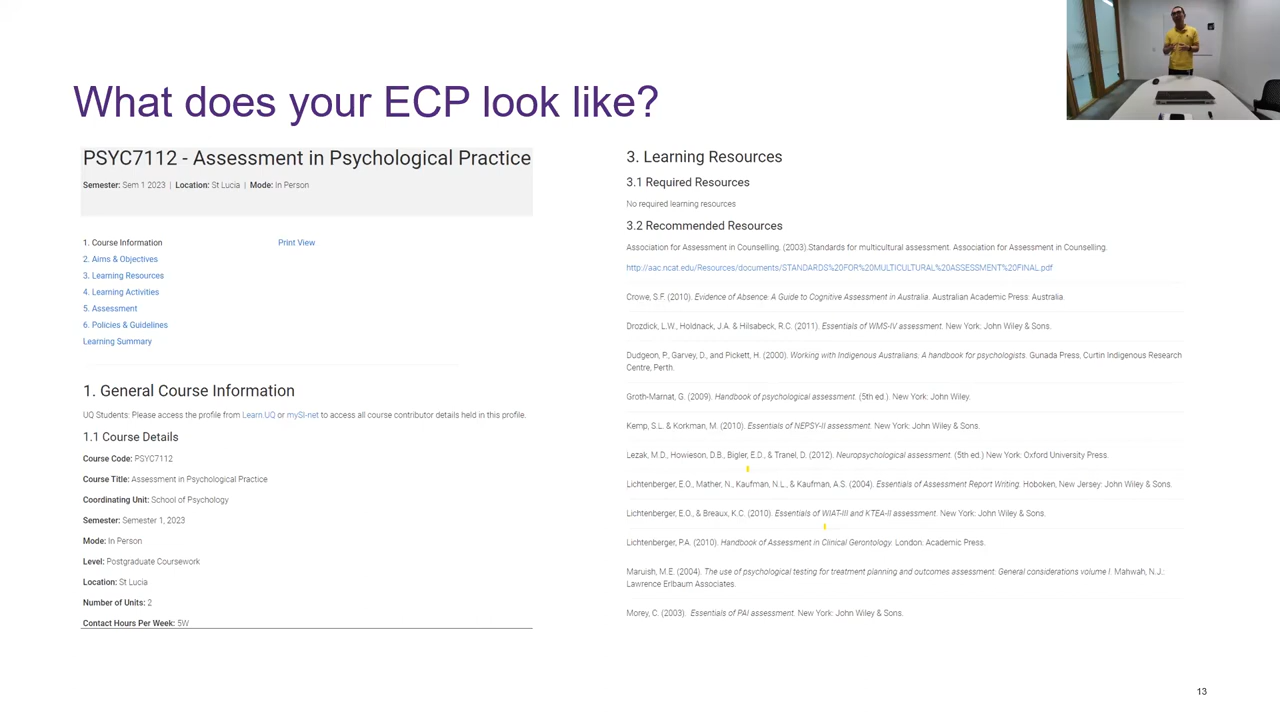 What does your ECP look like?
PSYC7112 - Assessment in Psychological Practice
Semester: Sem 1 2023 | Location: St Lucia | Mode: In Person
1. Course Information
Print View
2. Aims & Objectives
3. Learning Resources
4. Learning Activities
5. Assessment
6. Policies & Guidelines
Learning Summary
1. General Course Information
UQ Students: Please access the profile from Learn.UQ or mySI-net to access all course contributor details held in this profile.
1.1 Course Details
Course Code: PSYC7112
Course Title: Assessment in Psychological Practice
Coordinating Unit: School of Psychology
Semester: Semester 1, 2023
Mode: In Person
Level: Postgraduate Coursework
Location: St Lucia
Number of Units: 2
Contact Hours Per Week: 5W
3. Learning Resources
3.1 Required Resources
No required learning resources
3.2 Recommended Resources
Association for Assessment in Counselling. (2003).Standards for multicultural assessment. Association for Assessment in Counselling.
http://aac.ncat.edu/Resources/documents/STANDARDS%20FOR%20MULTICULTURAL%20ASSESSMENT%20FINAL.pdf
Crowe, S.F. (2010). Evidence of Absence: A Guide to Cognitive Assessment in Australia. Australian Academic Press. Australia.
Drozdick, L.W., Holdnack, J.A. & Hilsabeck, R.C. (2011). Essentials of WMS-IV assessment. New York: John Wiley & Sons.
Dudgeon, P., Garvey, D., and Pickett, H. (2000). Working with Indigenous Australians: A handbook for psychologists. Gunada Press, Curtin Indigenous Research
Centre, Perth.
Groth-Marnat, G. (2009). Handbook of psychological assessment. (5th ed.). New York: John Wiley.
Kemp, S.L. & Korkman, M. (2010). Essentials of NEPSY-II assessment. New York: John Wiley & Sons.
Lezak, M.D., Howieson, D.B., Bigler, E.D., & Tranel, D. (2012). Neuropsychological assessment. (5th ed.) New York: Oxford University Press.
Lichtenberger, E.O., Mather, N., Kaufman, N.L., & Kaufman, A.S. (2004). Essentials of Assessment Report Writing. Hoboken, New Jersey: John Wiley & Sons.
Lichtenberger, E.O., & Breaux, K.C. (2010). Essentials of WIAT-III and KTEA-II assessment. New York: John Wiley & Sons.
Lichtenberger, P.A. (2010). Handbook of Assessment in Clinical Gerontology. London: Academic Press.
Maruish, M.E. (2004). The use of psychological testing for treatment planning and outcomes assessment: General considerations volume I. Mahwah, N.J.:
Lawrence Erlbaum Associates.
Morey, C. (2003). Essentials of PAI assessment. New York: John Wiley & Sons.
13